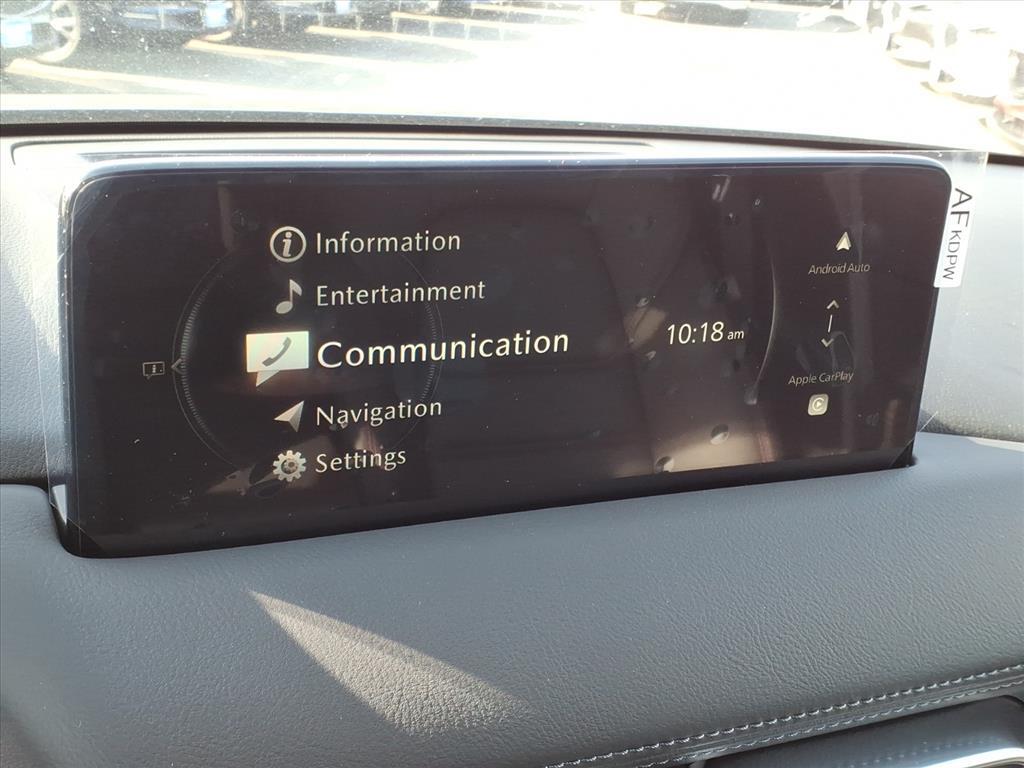 Information
Entertainment
Communication
Navigation
Settings
10:18 am
Android Auto
Apple CarPlay
AF KDPW